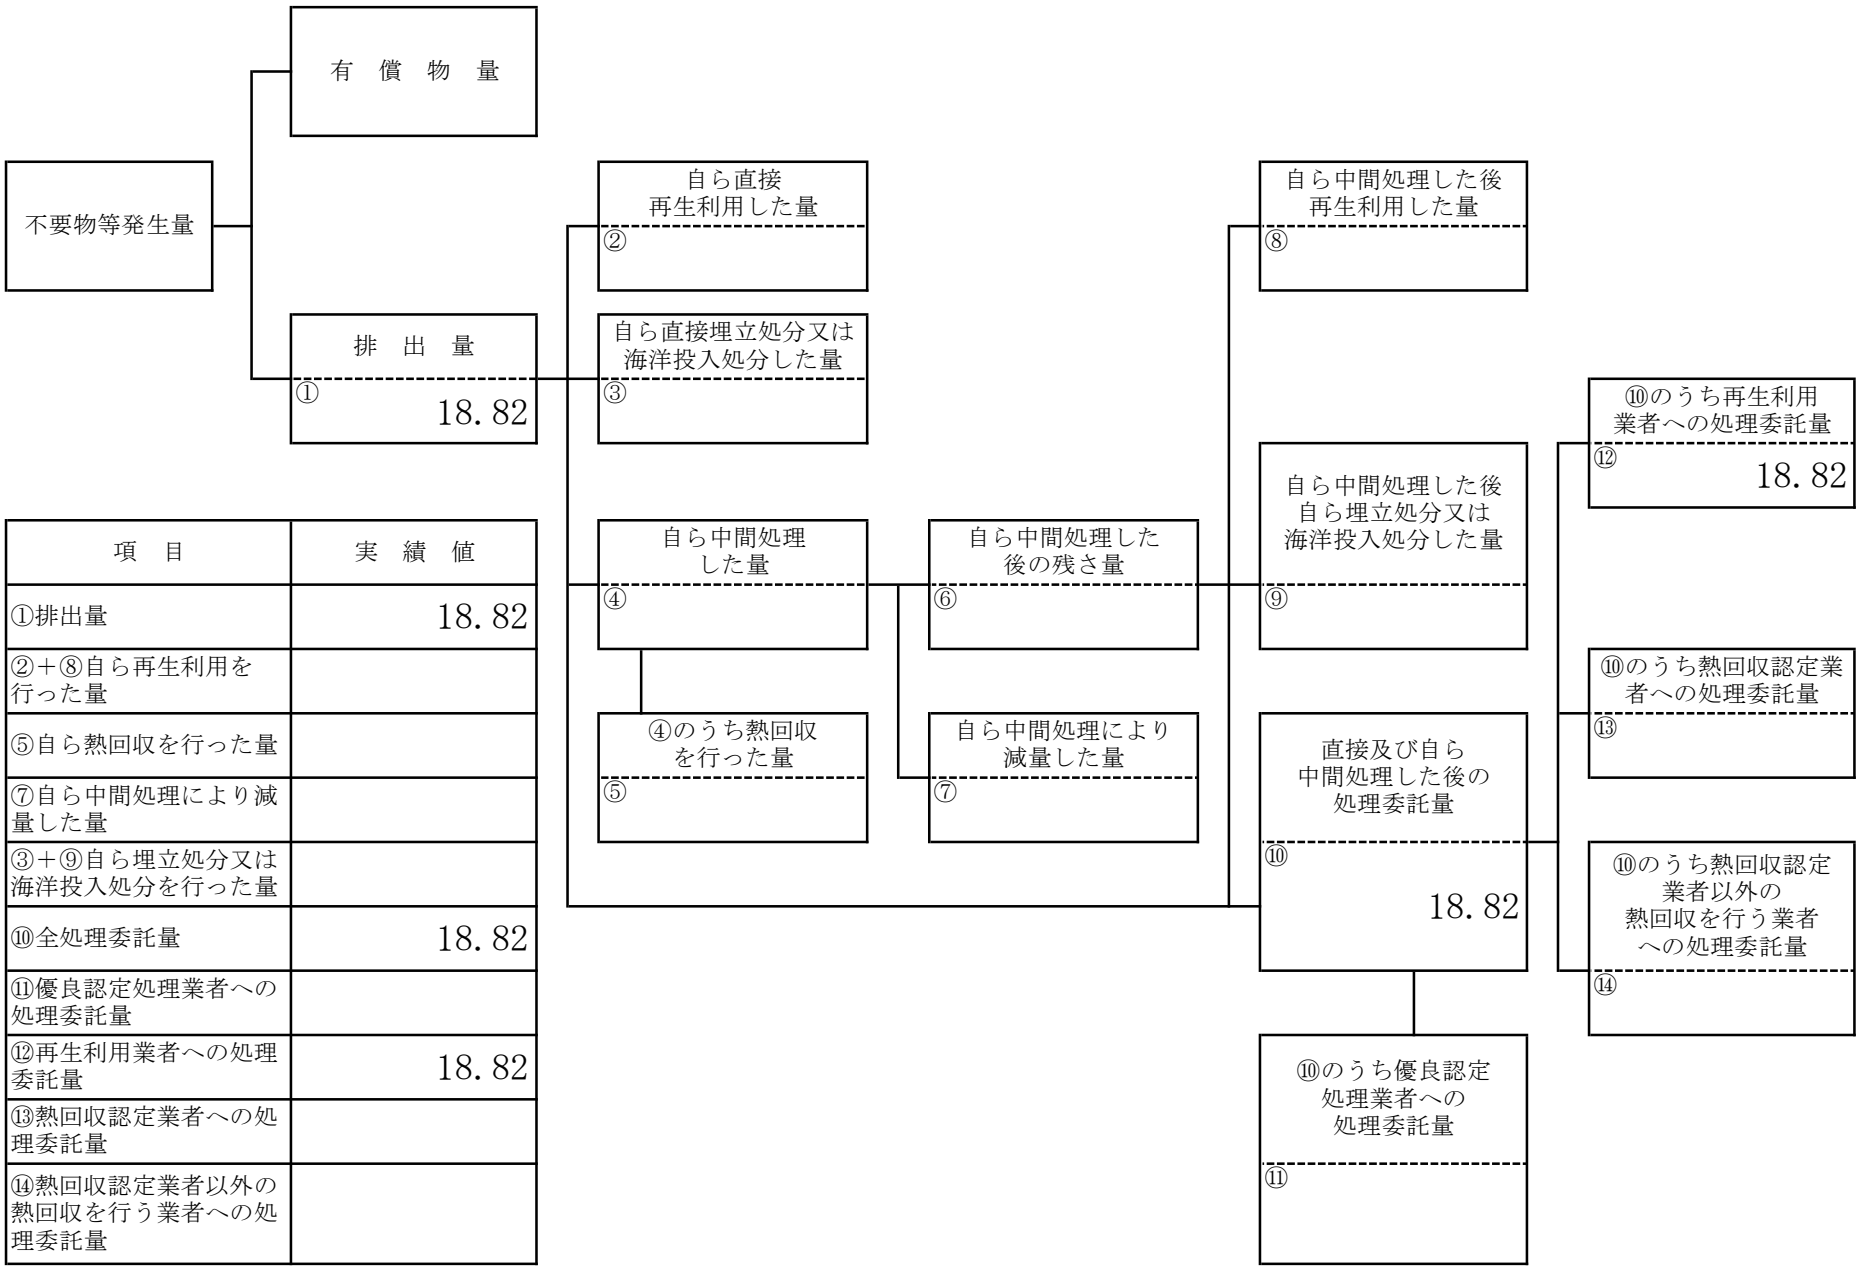 有 償 物 量
不要物等発生量
排 出 量
①
18.82
自ら直接
再生利用した量
②
自ら直接埋立処分又は
海洋投入処分した量
③
自ら中間処理
した量
④
④のうち熱回収
を行った量
⑤
自ら中間処理した
後の残さ量
⑥
自ら中間処理により
減量した量
⑦
自ら中間処理した後
再生利用した量
⑧
自ら中間処理した後
自ら埋立処分又は
海洋投入処分した量
⑨
直接及び自ら
中間処理した後の
処理委託量
⑩
18.82
⑩のうち優良認定
処理業者への
処理委託量
⑪
⑩のうち再生利用
業者への処理委託量
⑫
18.82
⑩のうち熱回収認定業
者への処理委託量
⑬
⑩のうち熱回収認定
業者以外の
熱回収を行う業者
への処理委託量
⑭
項 目 実 績 値
①排出量 18.82
②＋⑧自ら再生利用を
行った量
⑤自ら熱回収を行った量
⑦自ら中間処理により減
量した量
③＋⑨自ら埋立処分又は
海洋投入処分を行った量
⑩全処理委託量 18.82
⑪優良認定処理業者への
処理委託量
⑫再生利用業者への処理
委託量 18.82
⑬熱回収認定業者への処
理委託量
⑭熱回収認定業者以外の
熱回収を行う業者への処
理委託量